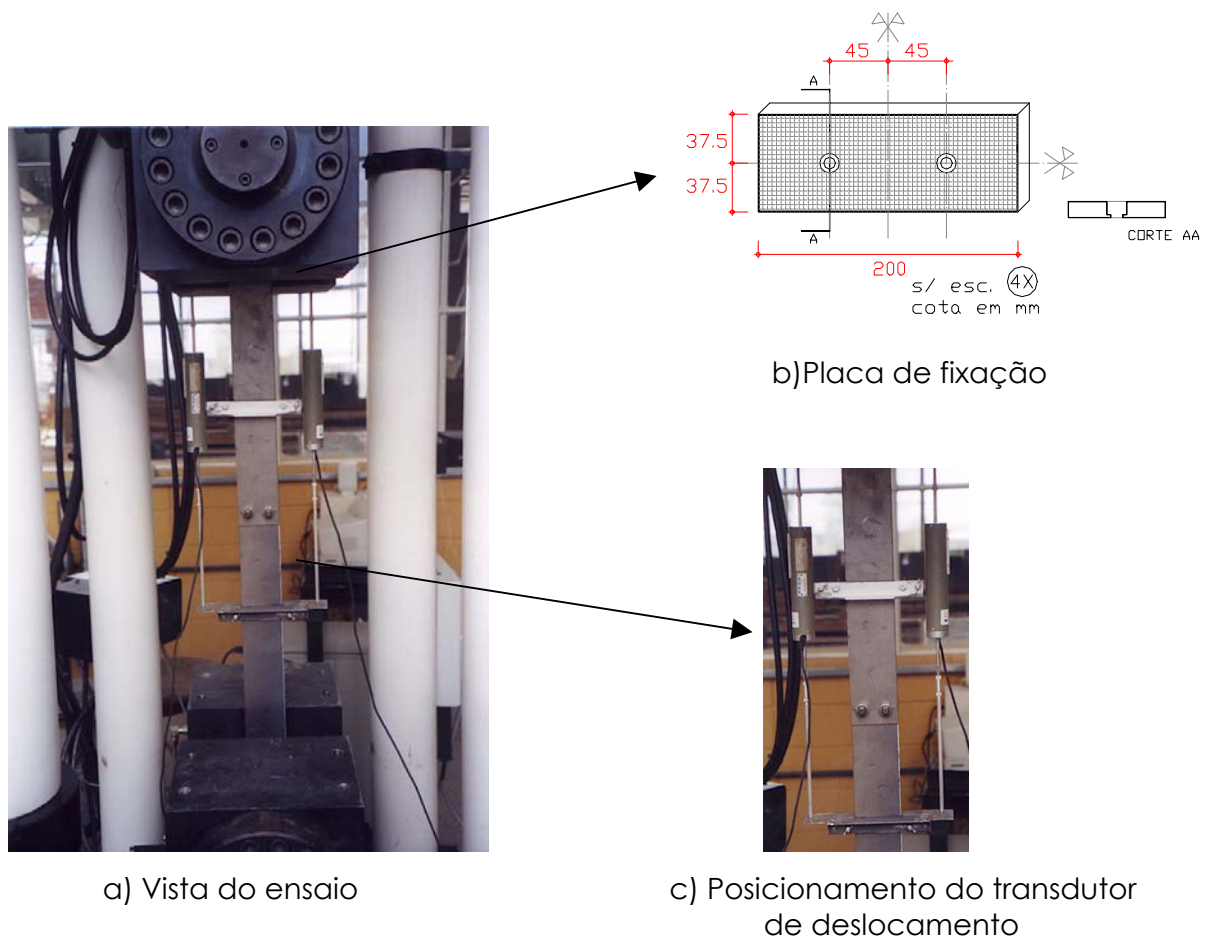 45 45
A
37.5
37.5
A
CORTE AA
200
s/ esc. 4X
cota em mm
b)Placa de fixação
a) Vista do ensaio
c) Posicionamento do transdutor
de deslocamento